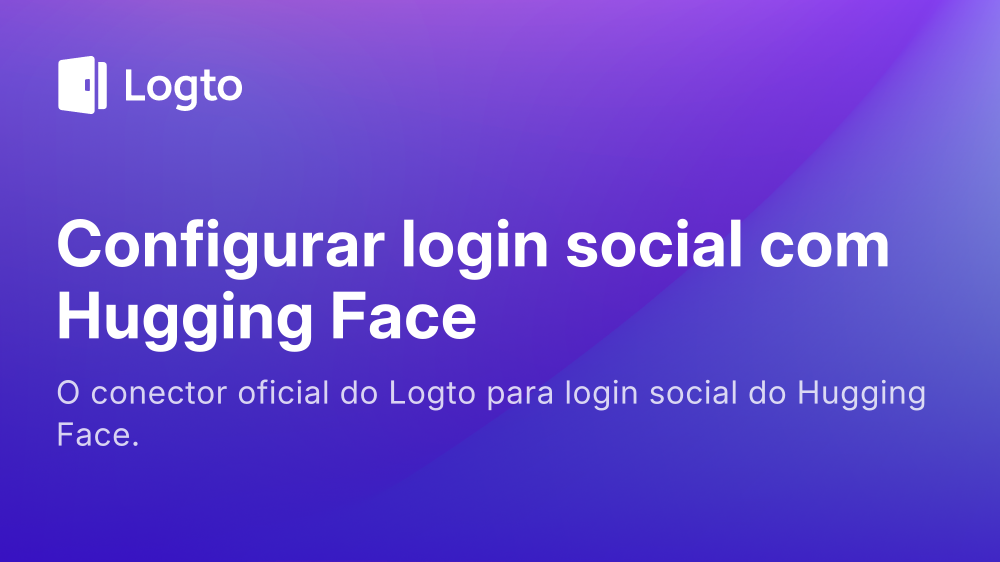 Logto
Configurar login social com
Hugging Face
O conector oficial do Logto para login social do Hugging
Face.